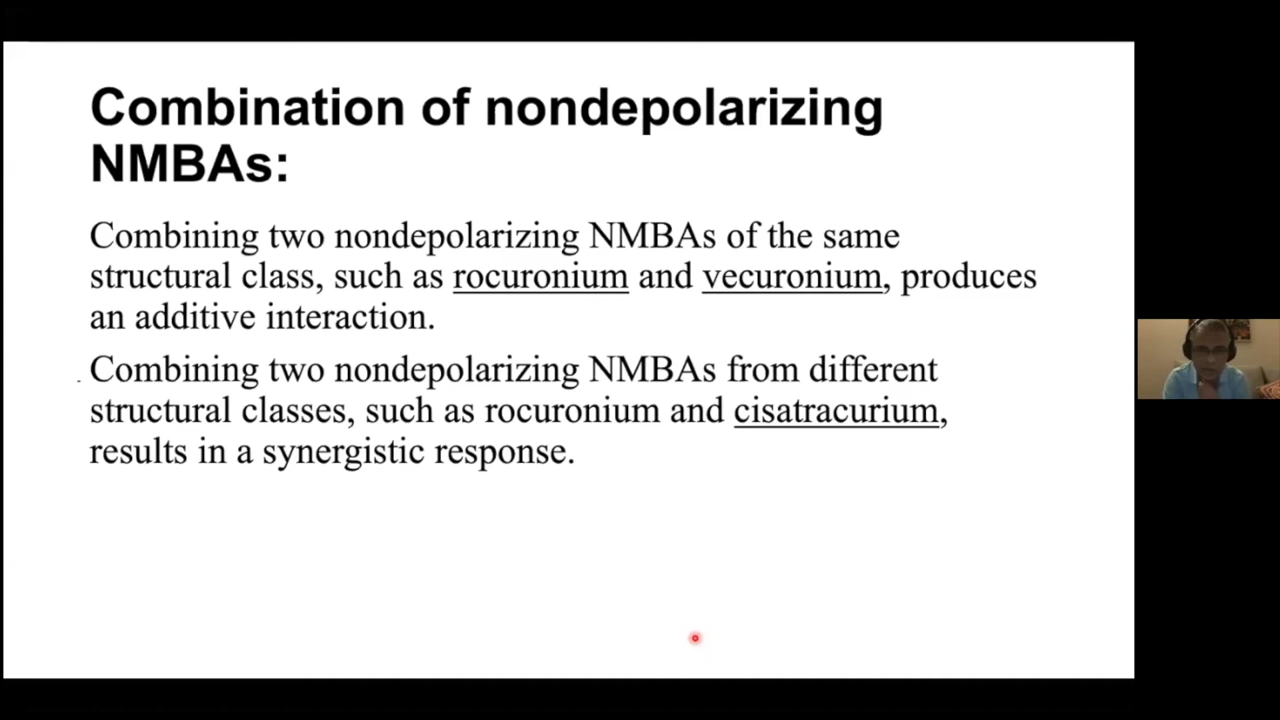 Combination of nondepolarizing
NMBAs:
Combining two nondepolarizing NMBAs of the same
structural class, such as rocuronium and vecuronium, produces
an additive interaction.
Combining two nondepolarizing NMBAs from different
structural classes, such as rocuronium and cisatracurium,
results in a synergistic response.